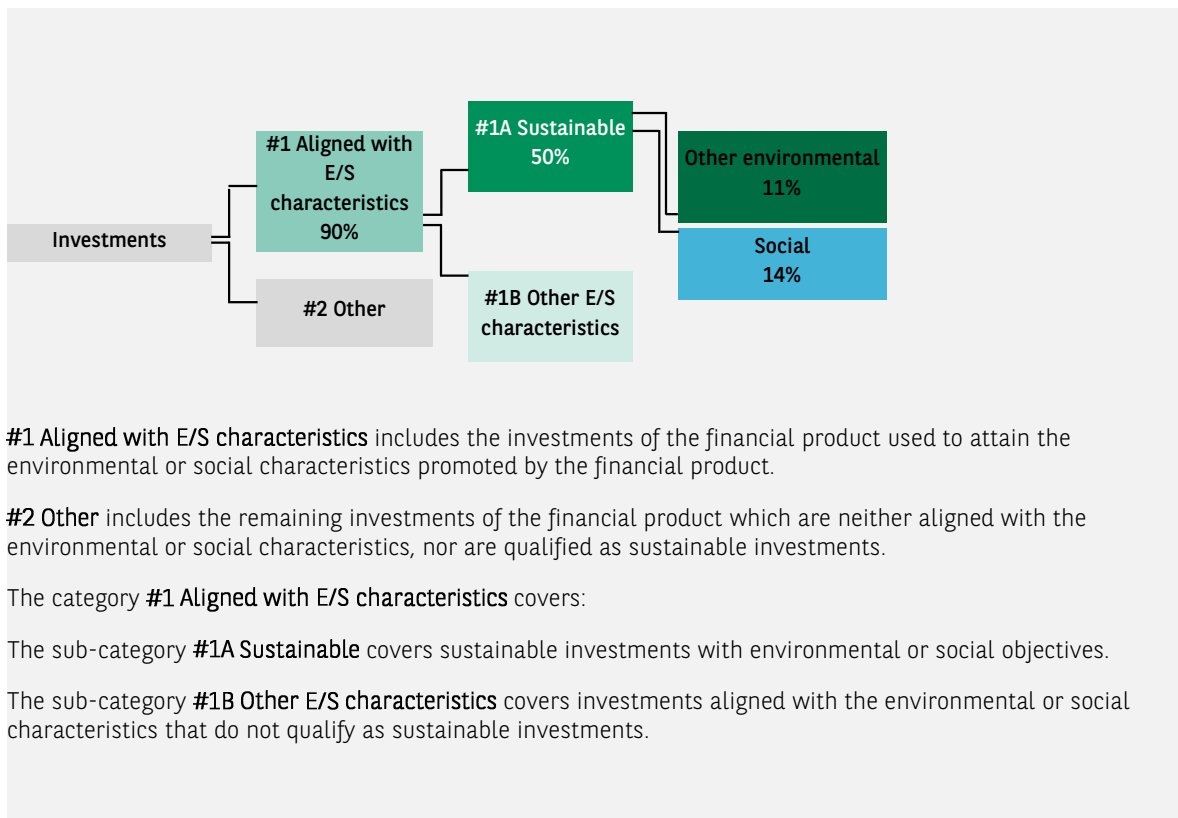 #1A Sustainable
50%
#1 Aligned with
E/S
characteristics
90%
Other environmental
11%
Investments
Social
14%
#2 Other
#1B Other E/S
characteristics
#1 Aligned with E/S characteristics includes the investments of the financial product used to attain the
environmental or social characteristics promoted by the financial product.
#2 Other includes the remaining investments of the financial product which are neither aligned with the
environmental or social characteristics, nor are qualified as sustainable investments.
The category #1 Aligned with E/S characteristics covers:
The sub-category #1A Sustainable covers sustainable investments with environmental or social objectives.
The sub-category #1B Other E/S characteristics covers investments aligned with the environmental or social
characteristics that do not qualify as sustainable investments.